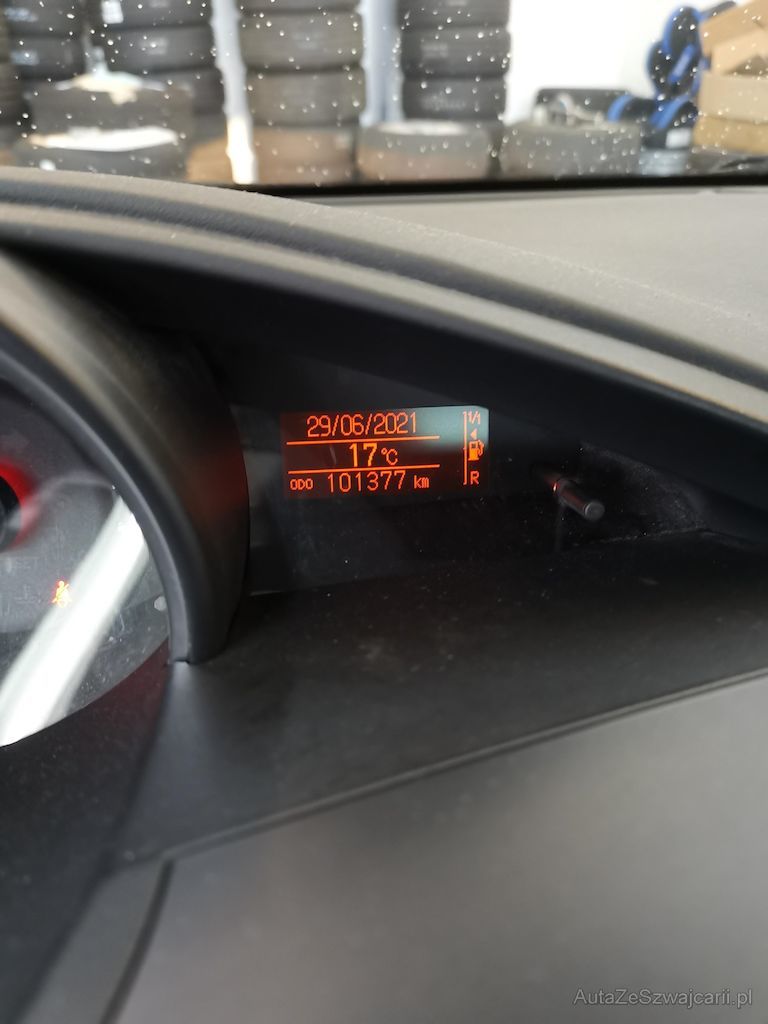 29/06/2021
17°C
ODO 101377 km
1/1
R
AutaZeSzwajcarii.pl